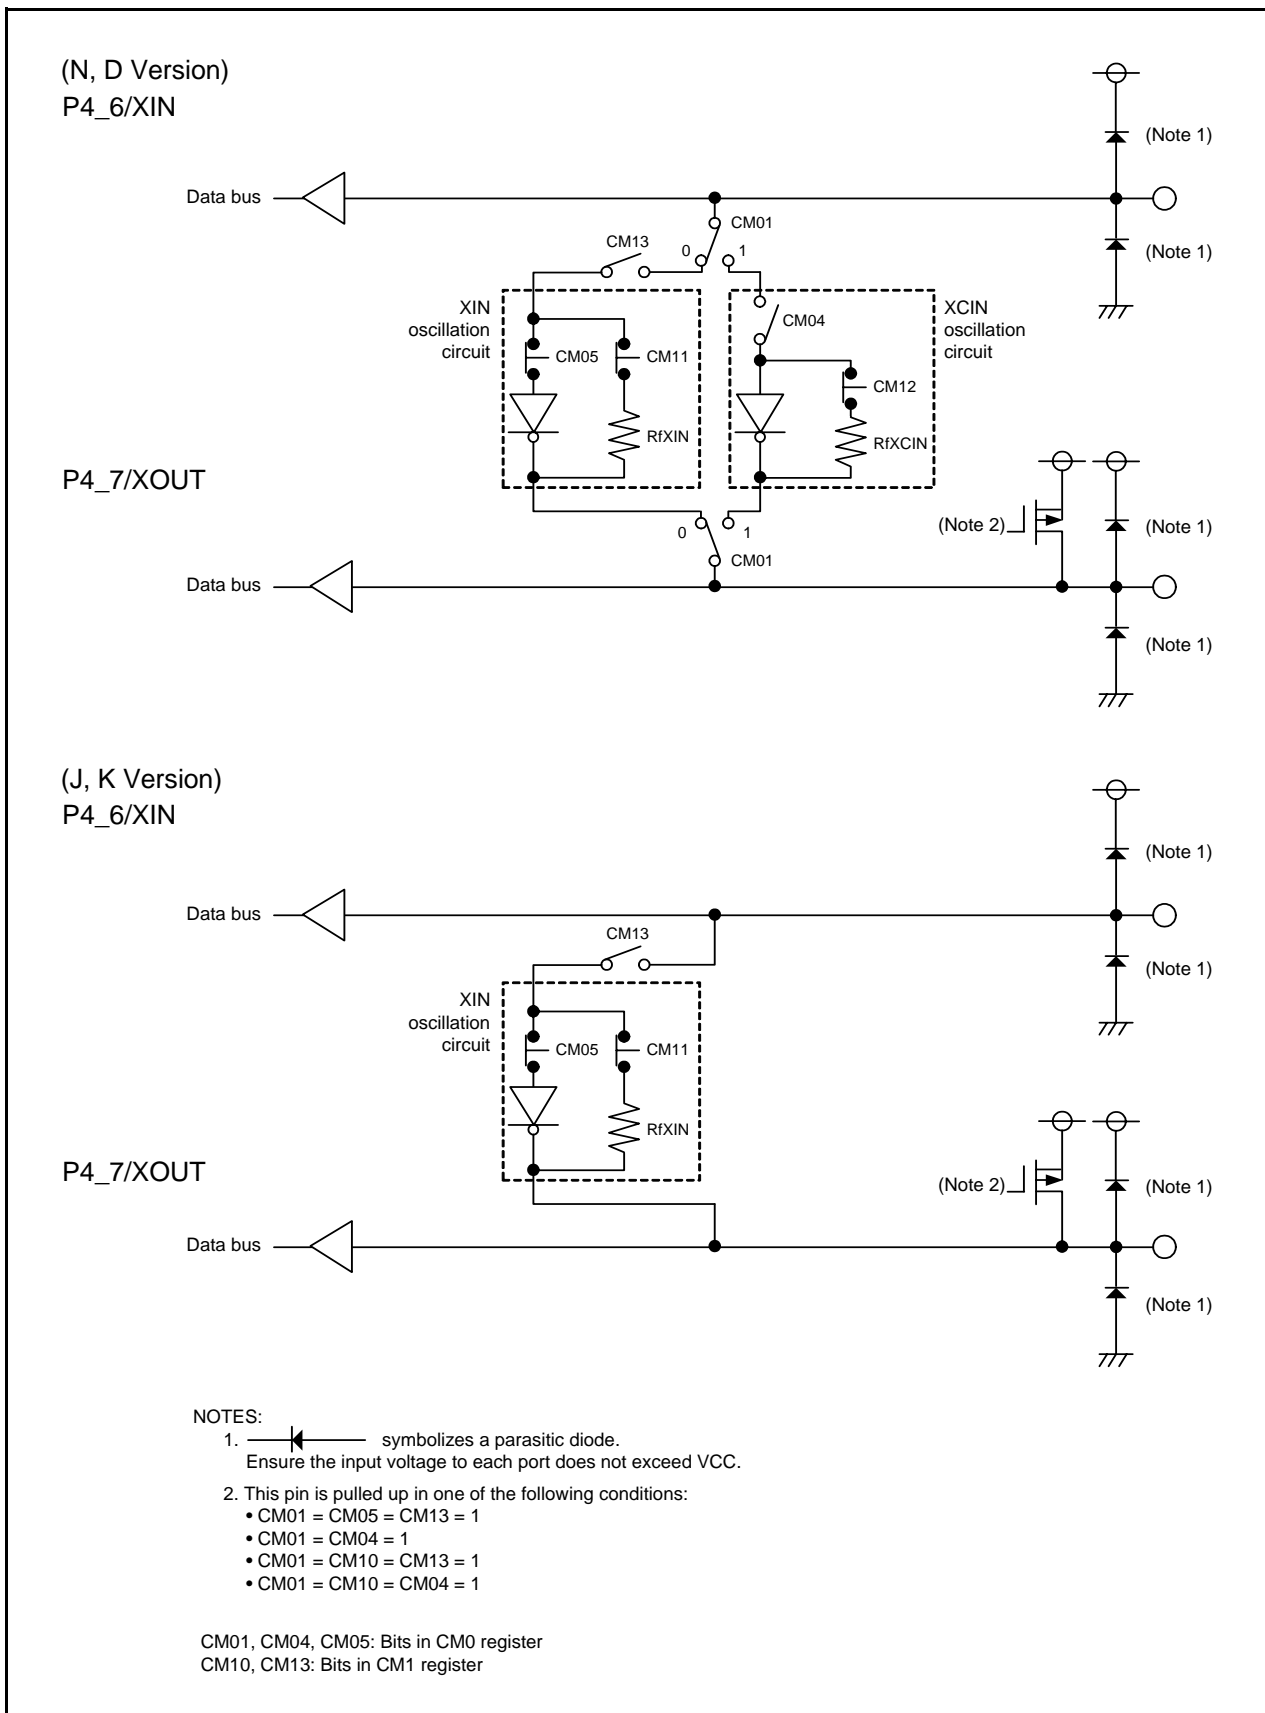 (N, D Version)
P4_6/XIN
(Note 1)
Data bus
CM01
(Note 1)
CM13
0
1
XIN
oscillation
circuit
XCIN
oscillation
circuit
CM04
CM05
CM11
CM12
RfXIN
RfXCIN
P4_7/XOUT
(Note 2)
(Note 1)
0
1
CM01
Data bus
(Note 1)
(J, K Version)
P4_6/XIN
(Note 1)
Data bus
CM13
(Note 1)
XIN
oscillation
circuit
CM05
CM11
RfXIN
P4_7/XOUT
(Note 2)
(Note 1)
Data bus
(Note 1)
NOTES:
1. symbolizes a parasitic diode.
Ensure the input voltage to each port does not exceed VCC.
2. This pin is pulled up in one of the following conditions:
• CM01 = CM05 = CM13 = 1
• CM01 = CM04 = 1
• CM01 = CM10 = CM13 = 1
• CM01 = CM10 = CM04 = 1
CM01, CM04, CM05: Bits in CM0 register
CM10, CM13: Bits in CM1 register